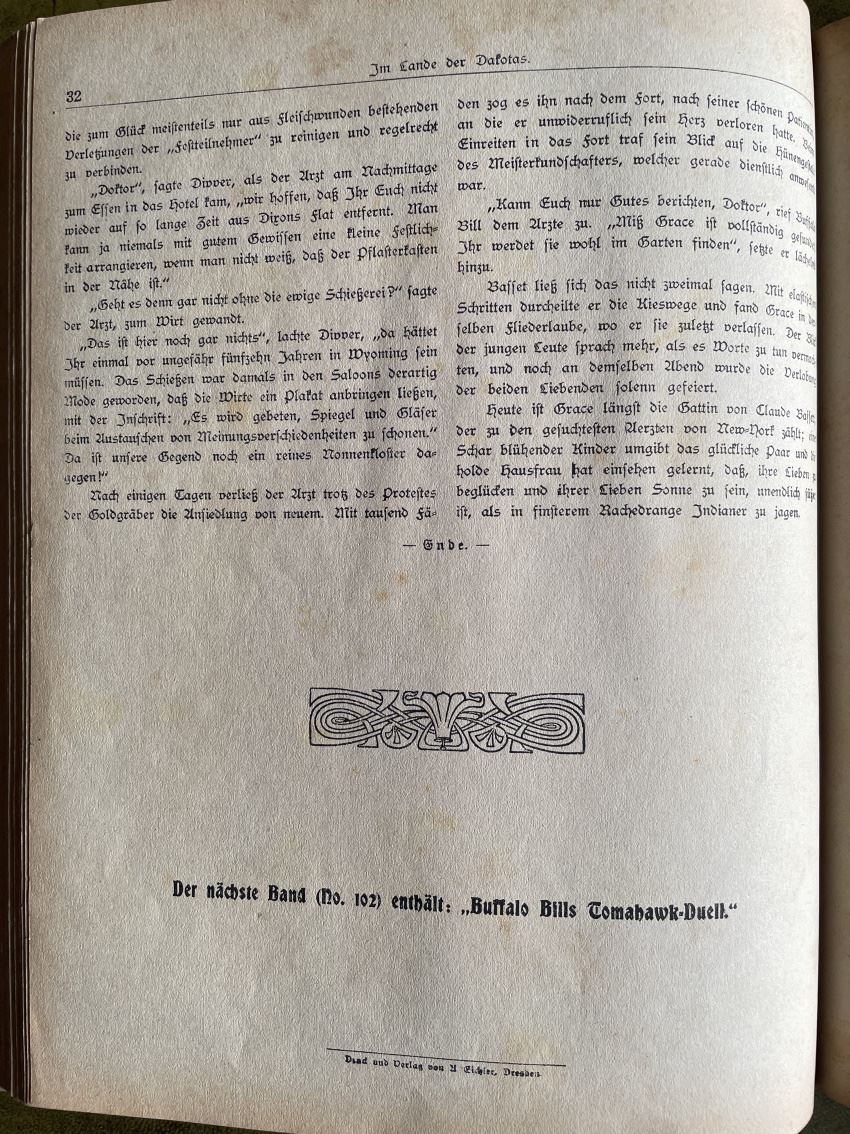 32
Im Lande der Dakotas.
die zum Glück meistenteils nur aus Fleischwunden bestehenden
Verletzungen der „Festteilnehmer“ zu reinigen und regelrecht
zu verbinden.
„Doktor“, sagte Divver, als der Arzt am Nachmittage
zum Essen in das Hotel kam, „wir hoffen, daß Ihr Euch nicht
wieder auf so lange Zeit aus Dixons Flat entfernt. Man
kann ja niemals mit gutem Gewissen eine kleine Festlich-
keit arrangieren, wenn man nicht weiß, daß der Pflasterkasten
in der Nähe ist.“
„Geht es denn gar nicht ohne die ewige Schießerei?“ sagte
der Arzt, zum Wirt gewandt.
„Das ist hier noch gar nichts“, lachte Divver, „da hättet
Ihr einmal vor ungefähr fünfzehn Jahren in Wyoming sein
müssen. Das Schießen war damals in den Saloons derartig
Mode geworden, daß die Wirte ein Plakat anbringen ließen,
mit der Inschrift: „Es wird gebeten, Spiegel und Gläser
beim Austauschen von Meinungsverschiedenheiten zu schonen.“
Da ist unsere Gegend noch ein reines Nonnenkloster da-
gegen!“
Nach einigen Tagen verließ der Arzt trotz des Protestes
der Goldgräber die Ansiedlung von neuem. Mit tausend Fä-
den zog es ihn nach dem Fort, nach seiner schönen
an die er unwiderruflich sein Herz verloren hatte.
Einreiten in das Fort traf sein Blick auf die
des Meisterkundschafters, welcher gerade dienstlich
war.
„Kann Euch nur Gutes berichten, Doktor“, rief
Bill dem Arzte zu. „Miß Grace ist vollständig
Ihr werdet sie wohl im Garten finden“, setzte er
hinzu.
Basset ließ sich das nicht zweimal sagen. Mit
Schritten durcheilte er die Kieswege und fand Grace in
selben Fliederlaube, wo er sie zuletzt verlassen. Der
der jungen Leute sprach mehr, als es Worte zu tun
ten, und noch an demselben Abend wurde die
der beiden Liebenden solenn gefeiert.
Heute ist Grace längst die Gattin von Claude
der zu den gesuchtesten Aerzten von New-York zählt;
Schar blühender Kinder umgibt das glückliche Paar und
holde Hausfrau hat einsehen gelernt, daß, ihre Lieben
beglücken und ihrer Lieben Sonne zu sein, unendlich
ist, als in finsterem Rachedrange Indianer zu jagen.
— Ende. —
Der nächste Band (No. 102) enthält: „Buffalo Bills Tomahawk-Duell.“
Druck und Verlag von A Eichler, Dresden